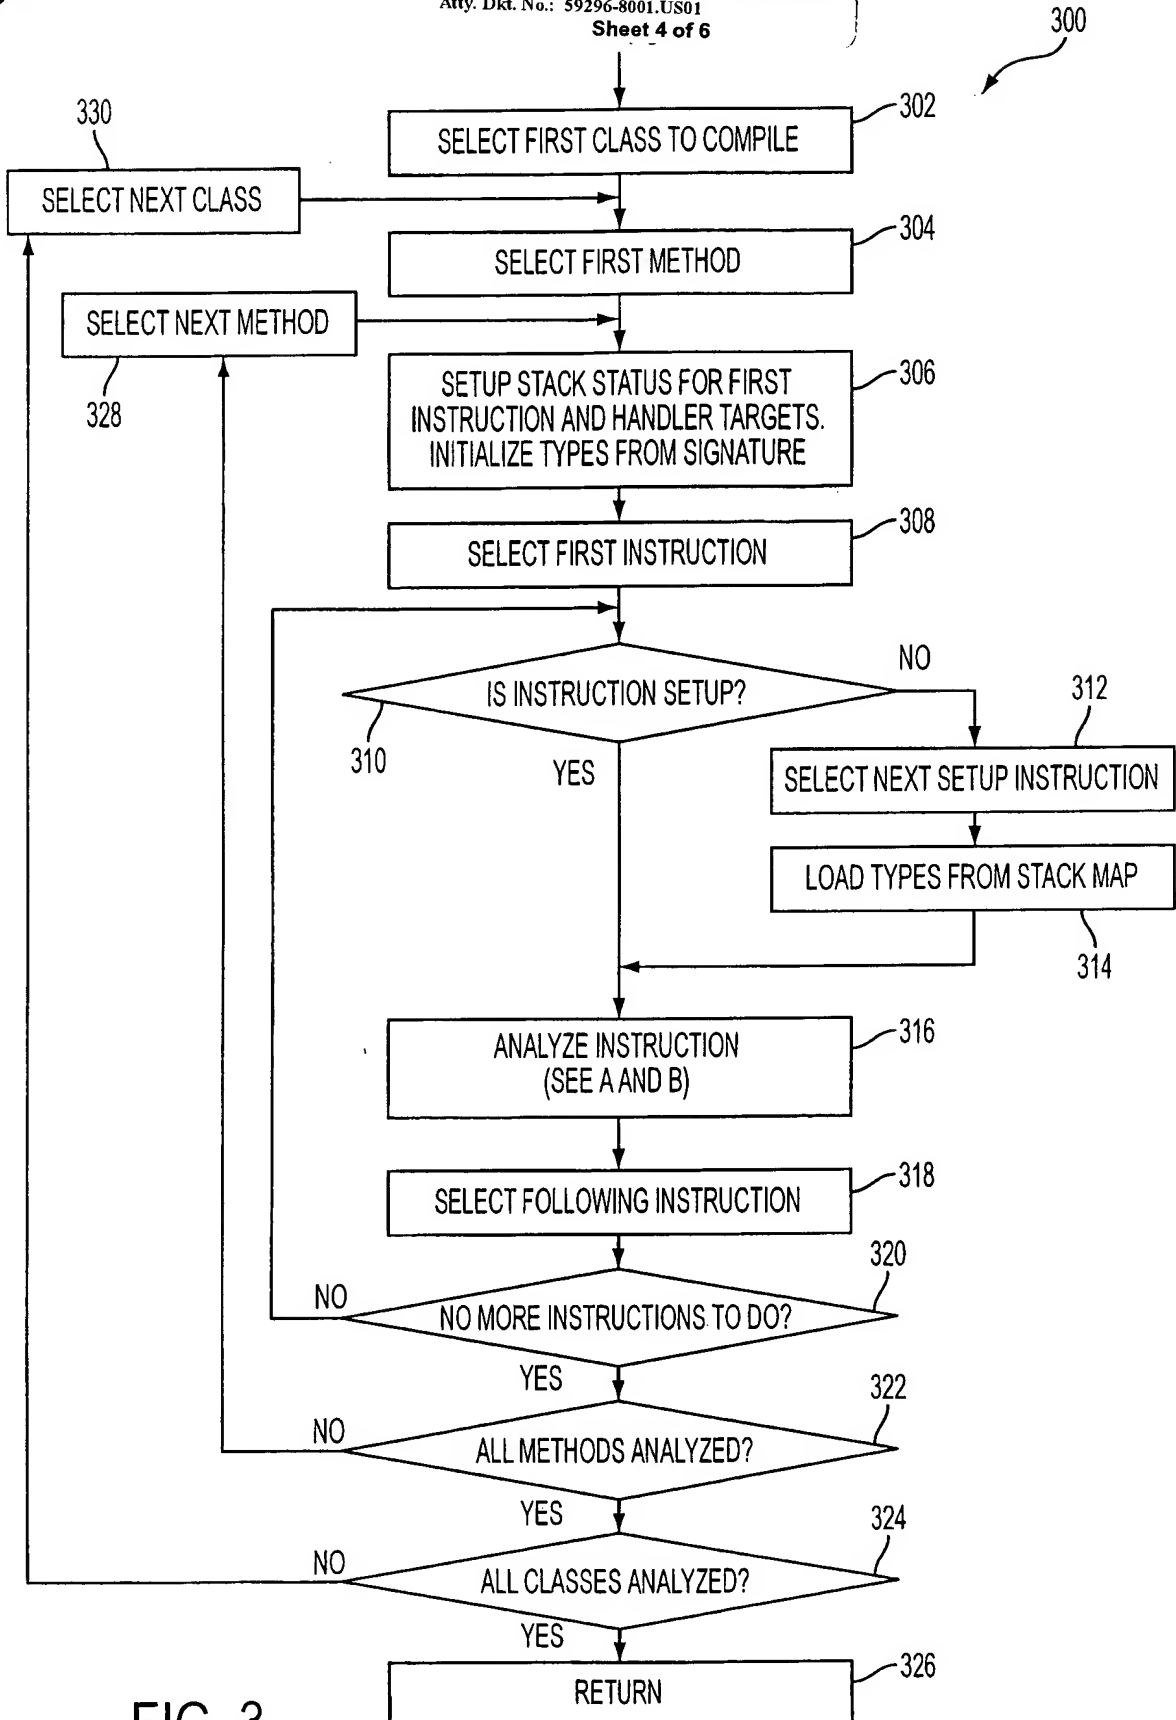 Atty. Dkt. No.: 59296-8001.US01
Sheet 4 of 6
300
302
SELECT FIRST CLASS TO COMPILE
330
SELECT NEXT CLASS
304
SELECT FIRST METHOD
SELECT NEXT METHOD
328
306
SETUP STACK STATUS FOR FIRST
INSTRUCTION AND HANDLER TARGETS.
INITIALIZE TYPES FROM SIGNATURE
308
SELECT FIRST INSTRUCTION
IS INSTRUCTION SETUP?
310
NO
YES
312
SELECT NEXT SETUP INSTRUCTION
LOAD TYPES FROM STACK MAP
314
316
ANALYZE INSTRUCTION
(SEE A AND B)
318
SELECT FOLLOWING INSTRUCTION
320
NO
NO MORE INSTRUCTIONS TO DO?
YES
322
NO
ALL METHODS ANALYZED?
YES
324
NO
ALL CLASSES ANALYZED?
YES
326
RETURN
FIG. 3